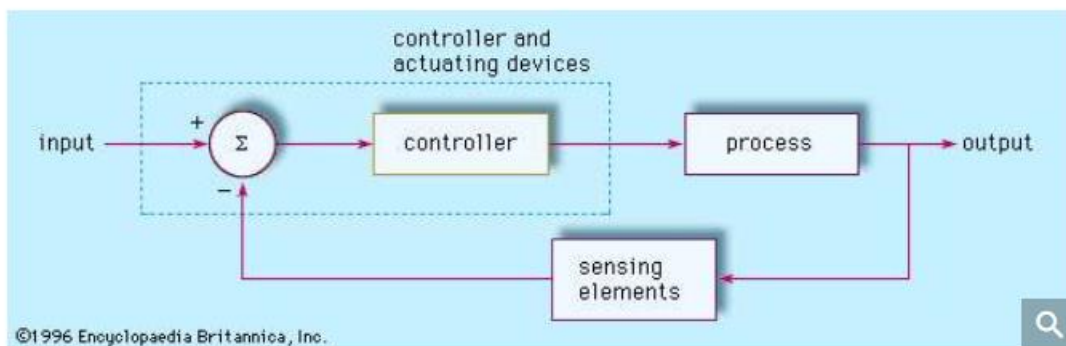 controller and
actuating devices
input
+
Σ
−
controller
process
output
sensing
elements
©1996 Encyclopaedia Britannica, Inc.